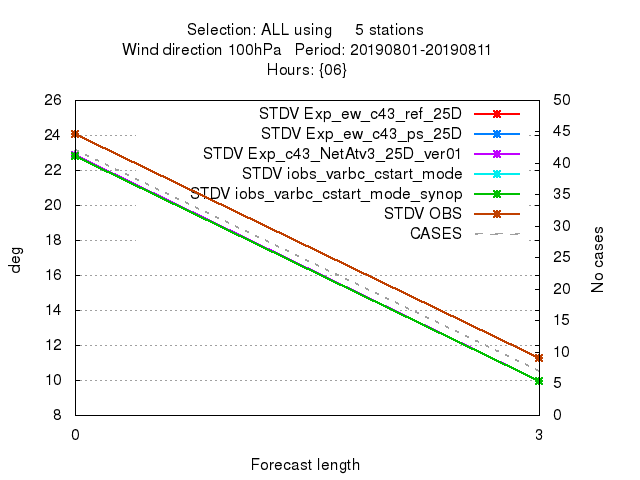 Selection: ALL using 5 stations
Wind direction 100hPa Period: 20190801-20190811
Hours: {06}
26
24
22
20
18
16
14
12
10
8
deg
STDV Exp_ew_c43_ref_25D
STDV Exp_ew_c43_ps_25D
STDV Exp_c43_NetAtv3_25D_ver01
STDV iobs_varbc_cstart_mode
STDV iobs_varbc_cstart_mode_synop
STDV OBS
CASES
50
45
40
35
30
25
20
15
10
5
0
No cases
0 3
Forecast length